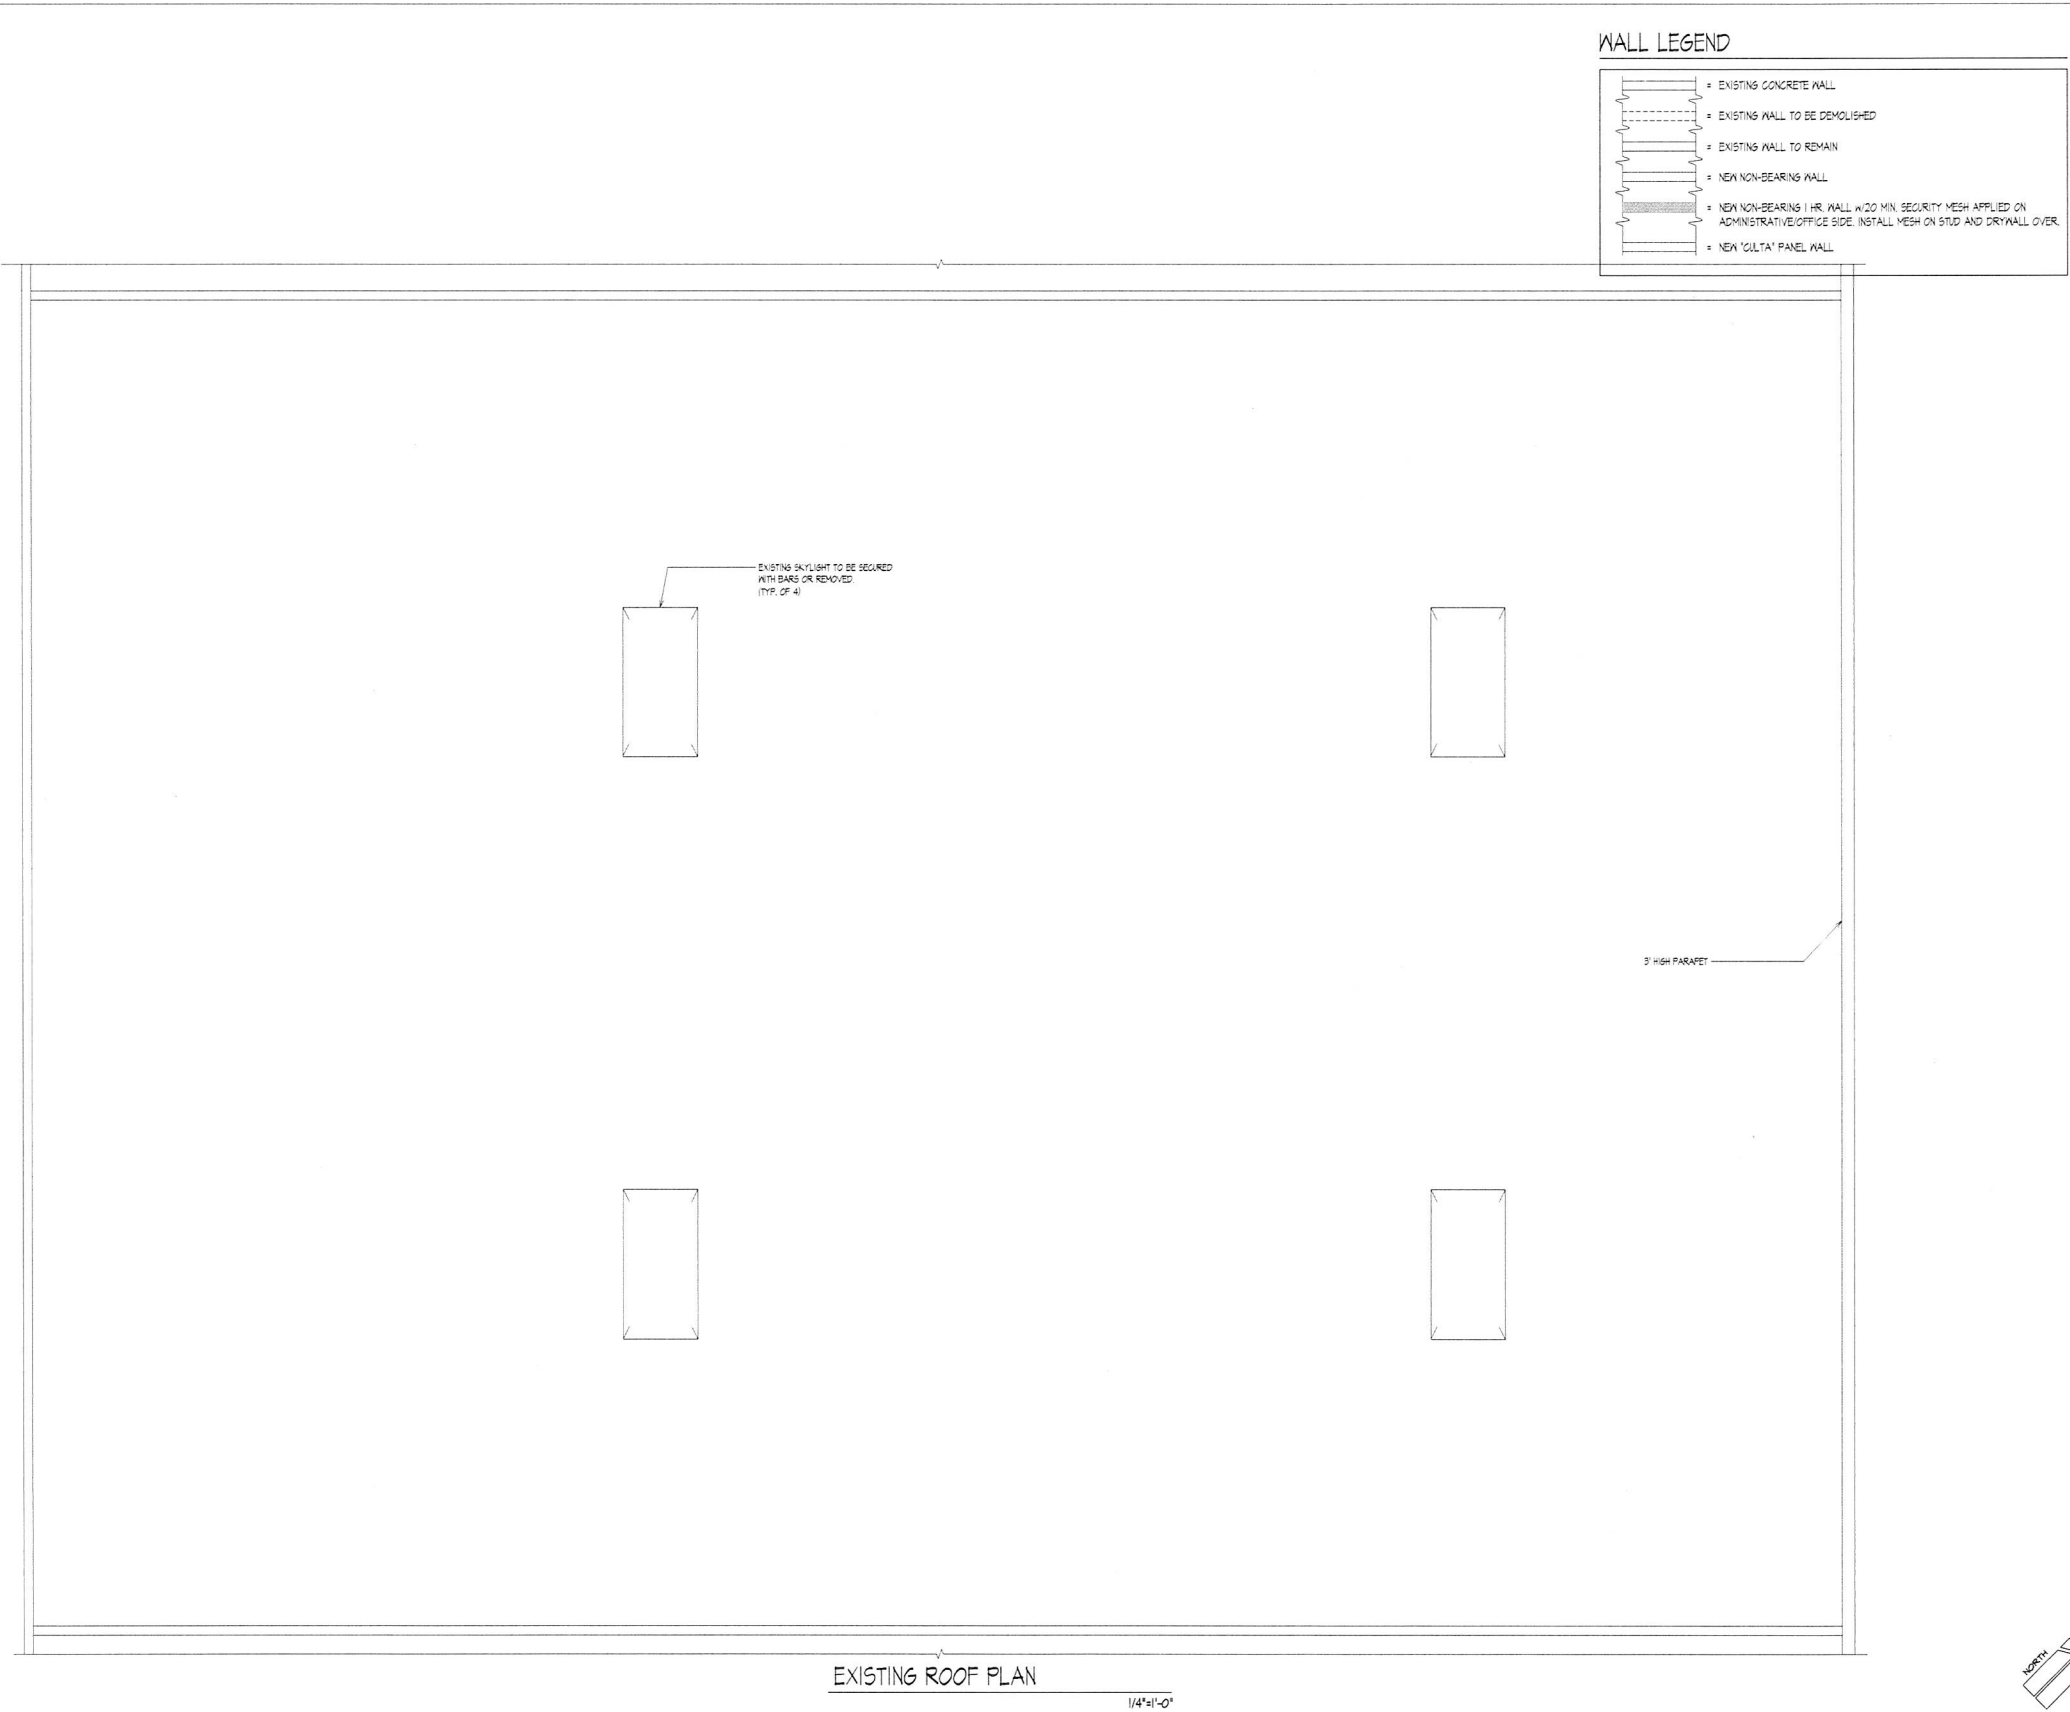 WALL LEGEND
= EXISTING CONCRETE WALL
= EXISTING WALL TO BE DEMOLISHED
= EXISTING WALL TO REMAIN
= NEW NON-BEARING WALL
= NEW NON-BEARING 1 HR. WALL W/20 MIN. SECURITY MESH APPLIED ON
ADMINISTRATIVE/OFFICE SIDE. INSTALL MESH ON STUD AND DRYWALL OVER.
= NEW "CULTA" PANEL WALL
EXISTING SKYLIGHT TO BE SECURED
WITH BARS OR REMOVED.
(TYP. OF 4)
3' HIGH PARAPET
EXISTING ROOF PLAN
1/4"=1'-0"
NORTH